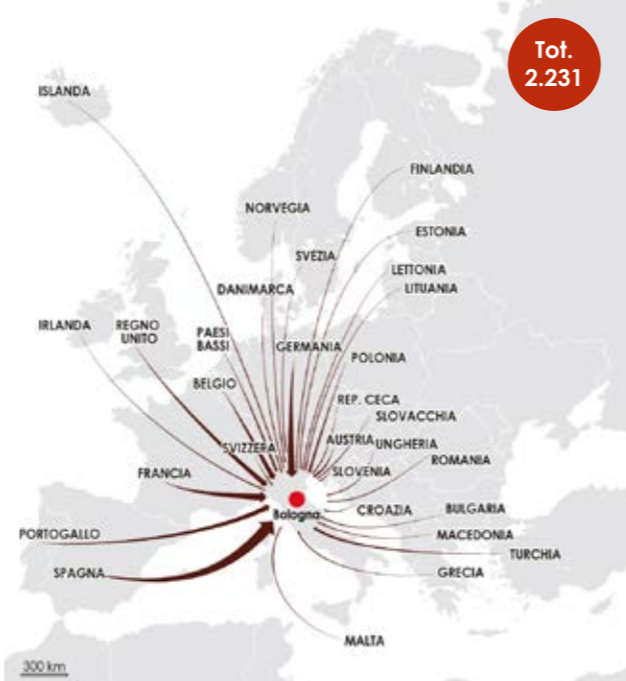 Tot.
2.231
ISLANDA
FINLANDIA
NORVEGIA
ESTONIA
SVEZIA
LETTONIA
DANIMARCA
LITUANIA
IRLANDA
REGNO
UNITO
PAESI
BASSI
GERMANIA
POLONIA
BELGIO
REP. CECA
SLOVACCHIA
SVIZZERA
AUSTRIA
UNGHERIA
FRANCIA
SLOVENIA
ROMANIA
Bologna
CROAZIA
BULGARIA
PORTOGALLO
MACEDONIA
TURCHIA
SPAGNA
GRECIA
MALTA
300 km